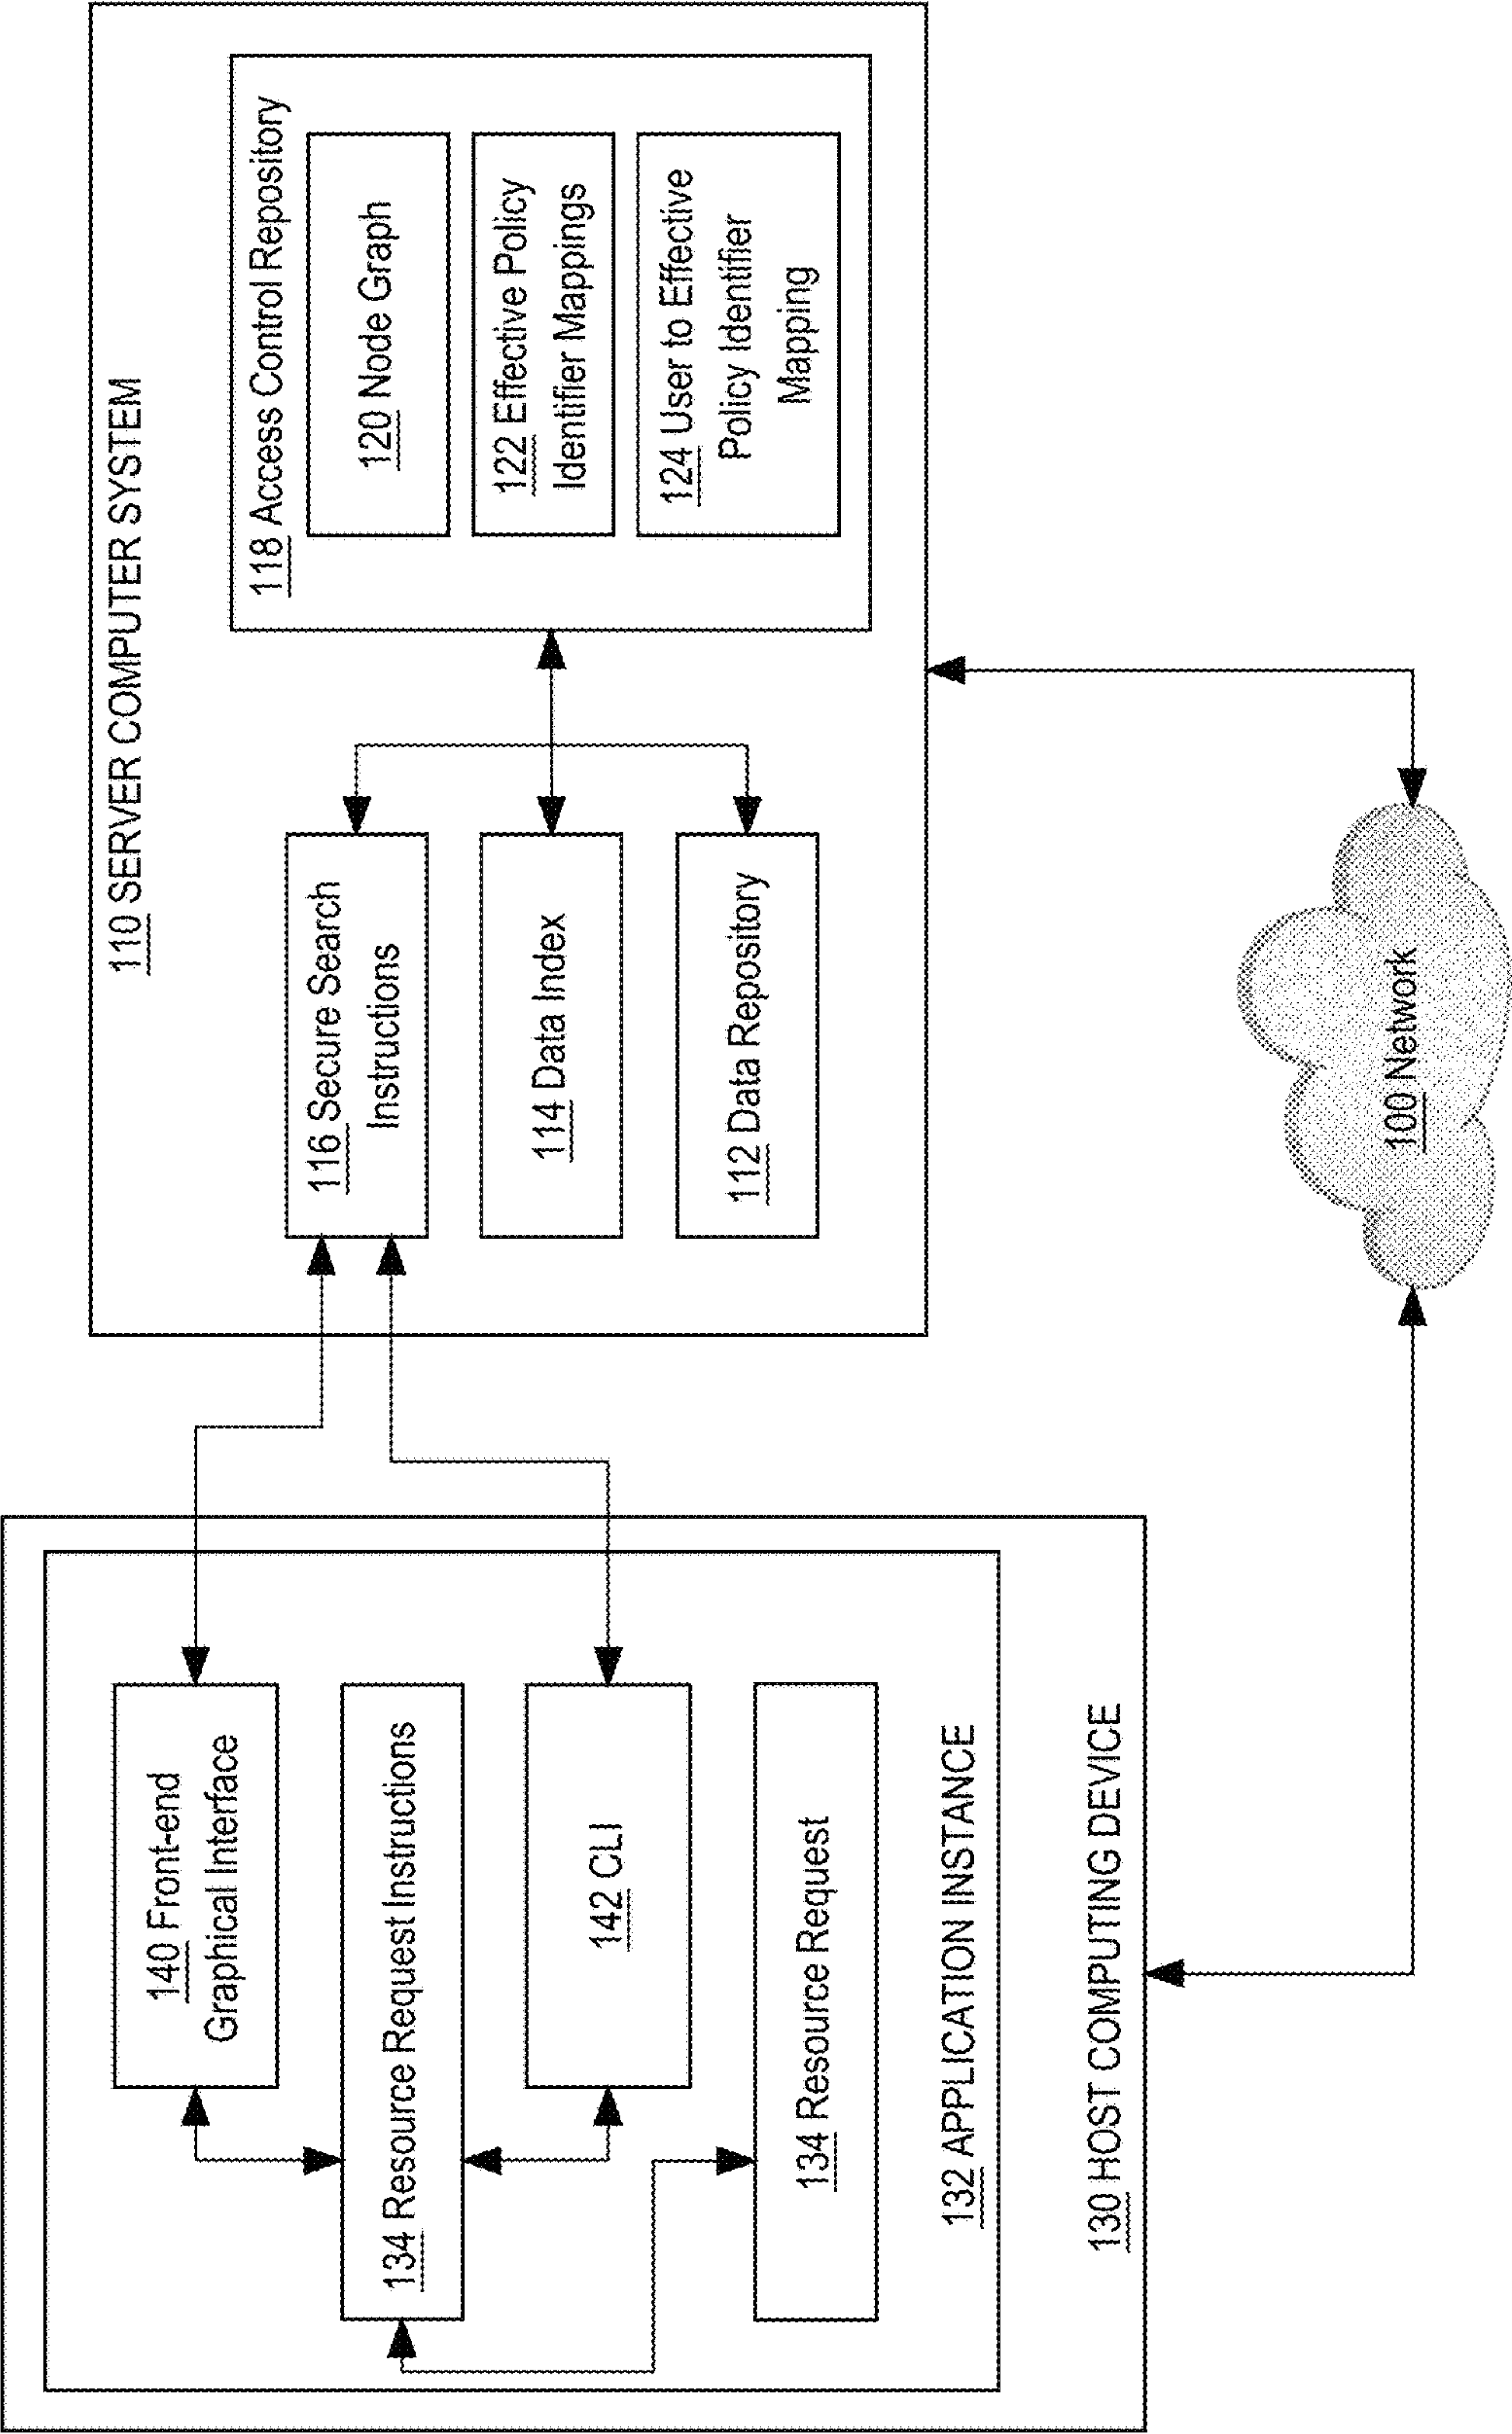 140 Front-end
Graphical Interface
134 Resource Request Instructions
142 CLI
134 Resource Request
132 APPLICATION INSTANCE
130 HOST COMPUTING DEVICE
110 SERVER COMPUTER SYSTEM
116 Secure Search
Instructions
114 Data Index
112 Data Repository
118 Access Control Repository
120 Node Graph
122 Effective Policy
Identifier Mappings
124 User to Effective
Policy Identifier
Mapping
100 Network